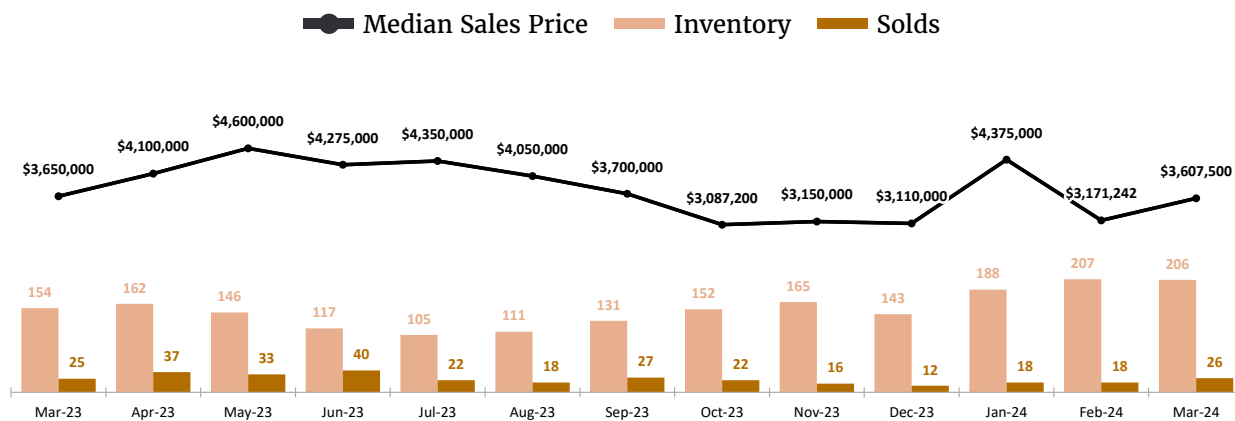 Median Sales Price Inventory Solds
$3,650,000 $4,100,000 $4,600,000 $4,275,000 $4,350,000 $4,050,000 $3,700,000 $3,087,200 $3,150,000 $3,110,000 $4,375,000 $3,171,242 $3,607,500
154 162 146 117 105 111 131 152 165 143 188 207 206
25 37 33 40 22 18 27 22 16 12 18 18 26
Mar-23 Apr-23 May-23 Jun-23 Jul-23 Aug-23 Sep-23 Oct-23 Nov-23 Dec-23 Jan-24 Feb-24 Mar-24